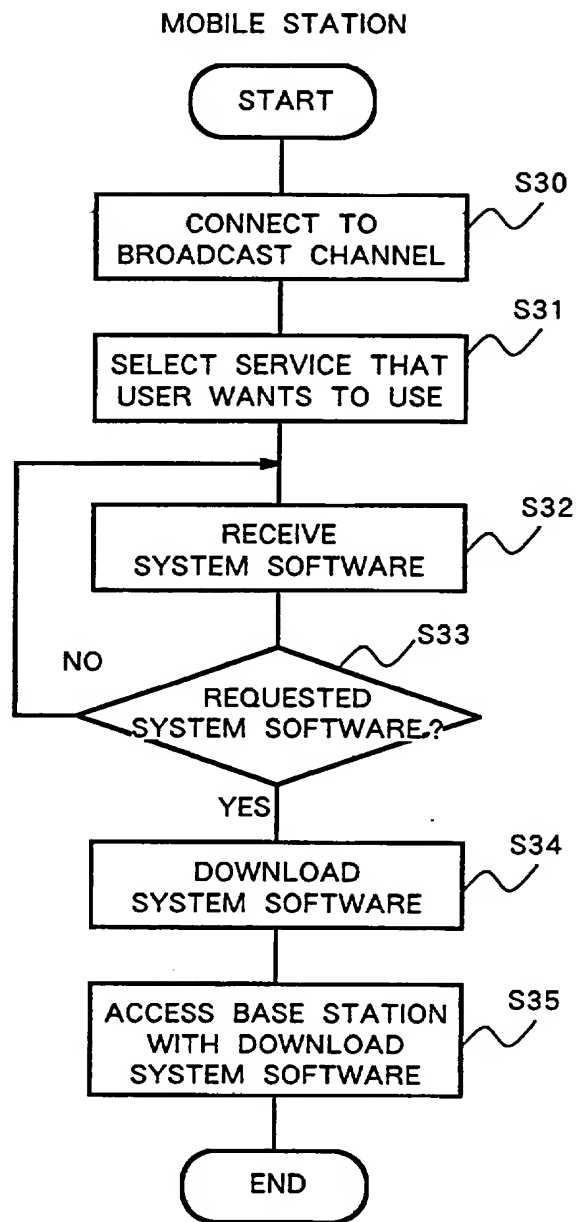 MOBILE STATION
START
S30
CONNECT TO
BROADCAST CHANNEL
S31
SELECT SERVICE THAT
USER WANTS TO USE
S32
RECEIVE
SYSTEM SOFTWARE
S33
NO
REQUESTED
SYSTEM SOFTWARE?
YES
S34
DOWNLOAD
SYSTEM SOFTWARE
S35
ACCESS BASE STATION
WITH DOWNLOAD
SYSTEM SOFTWARE
END